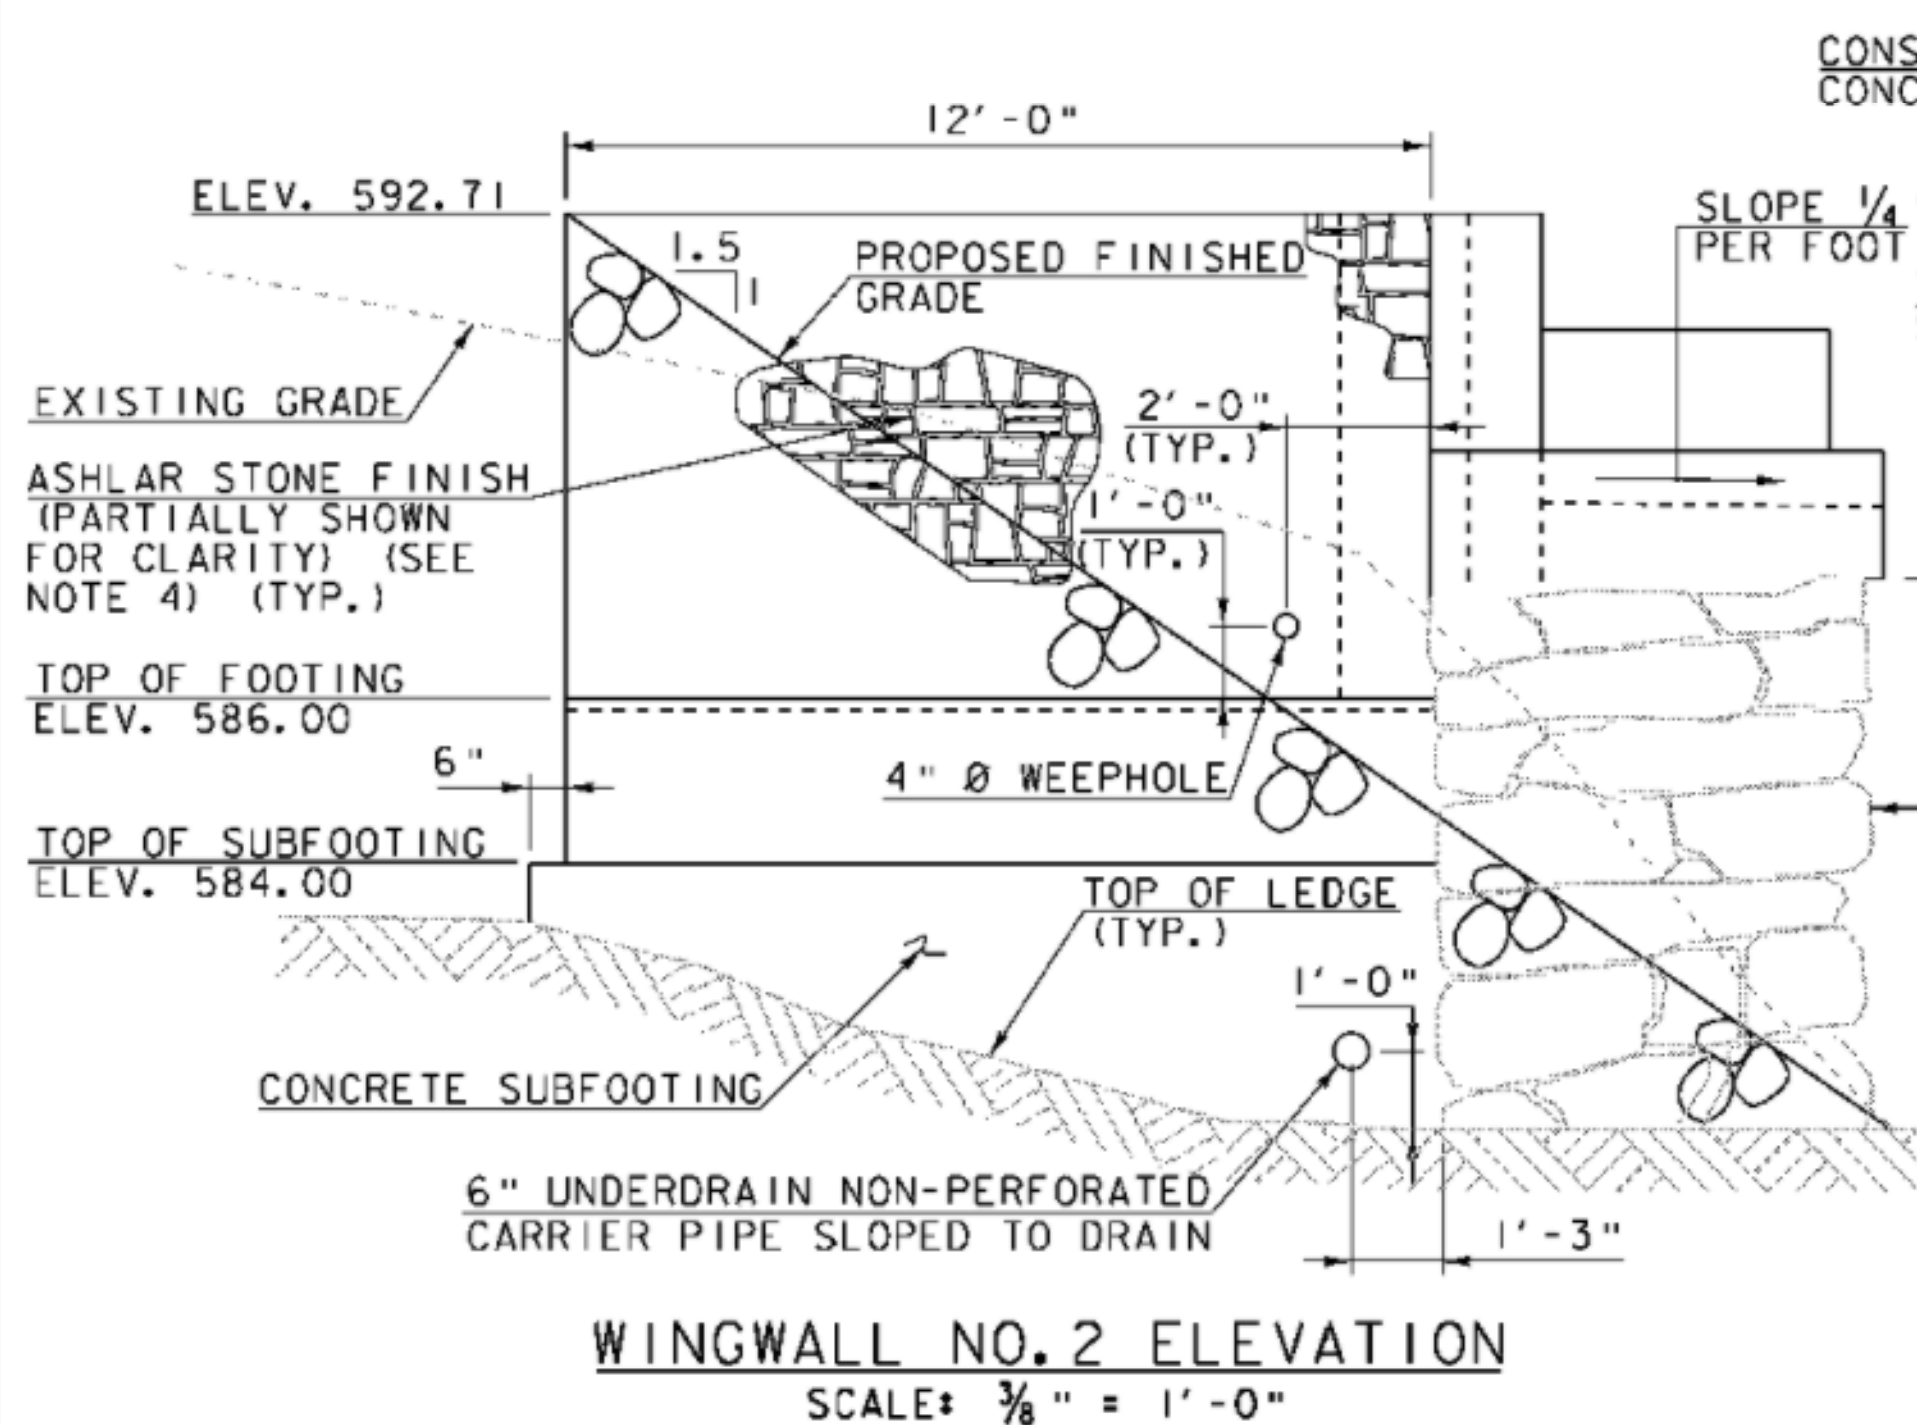 CONS
CONC
12'-0"
ELEV. 592.71
SLOPE 1/4
PER FOOT
1.5
1
PROPOSED FINISHED
GRADE
EXISTING GRADE
2'-0"
(TYP.)
ASHLAR STONE FINISH
(PARTIALLY SHOWN
FOR CLARITY) (SEE
NOTE 4) (TYP.)
1'-0"
(TYP.)
TOP OF FOOTING
ELEV. 586.00
6"
4" Ø WEEPHOLE
TOP OF SUBFOOTING
ELEV. 584.00
TOP OF LEDGE
(TYP.)
1'-0"
CONCRETE SUBFOOTING
6" UNDERDRAIN NON-PERFORATED
CARRIER PIPE SLOPED TO DRAIN
1'-3"
WINGWALL NO. 2 ELEVATION
SCALE: 3/8" = 1'-0"